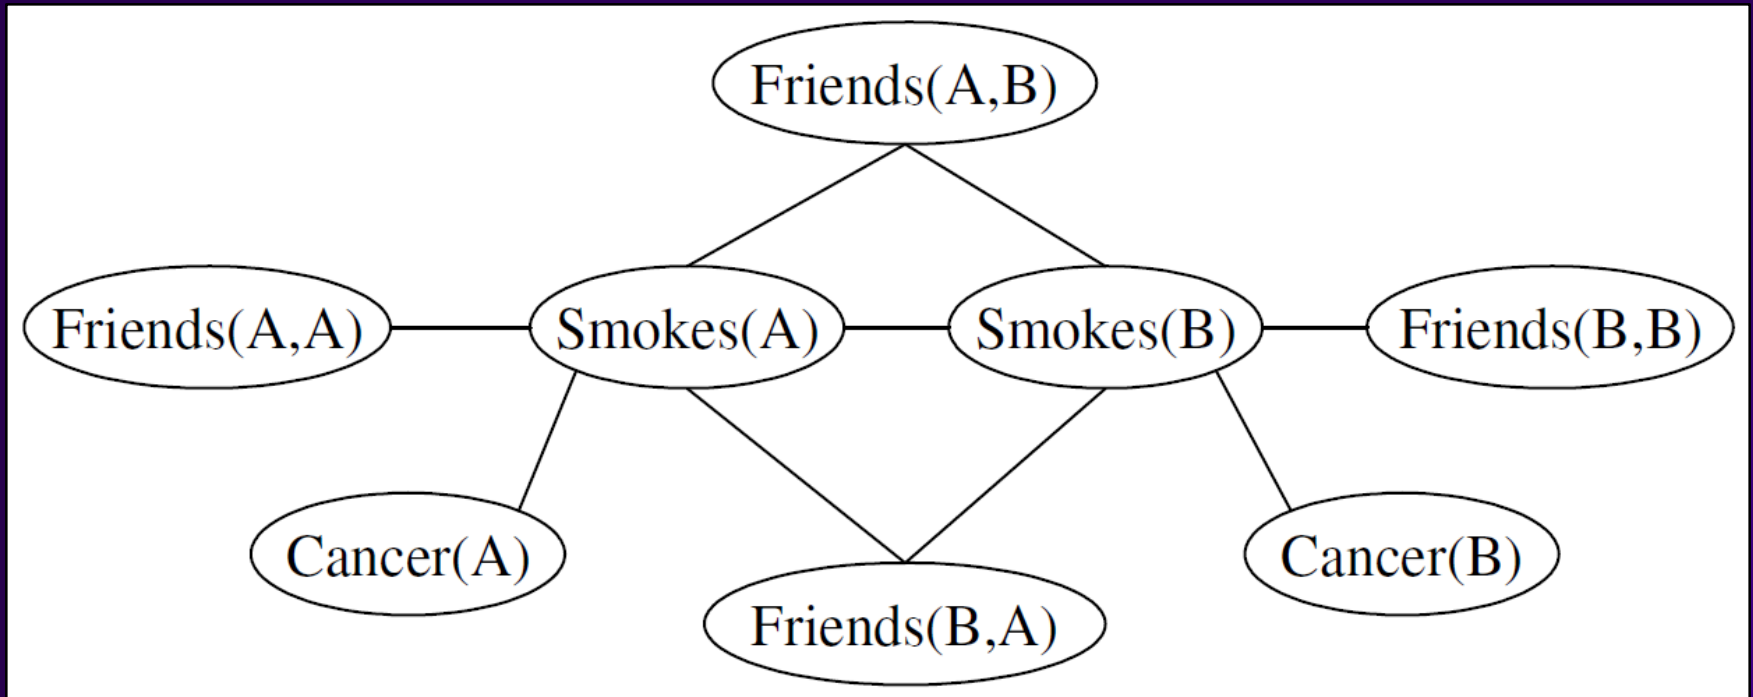 Friends(A,B)
Friends(A,A)
Smokes(A)
Smokes(B)
Friends(B,B)
Cancer(A)
Cancer(B)
Friends(B,A)